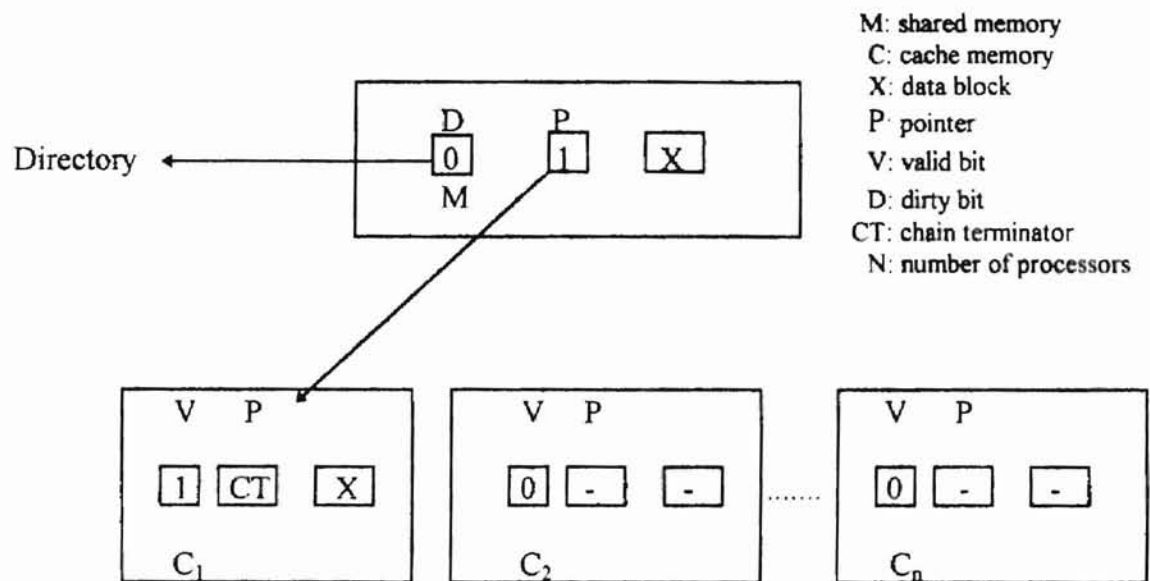 M: shared memory
C: cache memory
X: data block
P: pointer
V: valid bit
D: dirty bit
CT: chain terminator
N: number of processors
Directory
D P
0 1 X
M
V P
1 CT X
C1
V P
0 - -
C2
.......
V P
0 - -
Cn